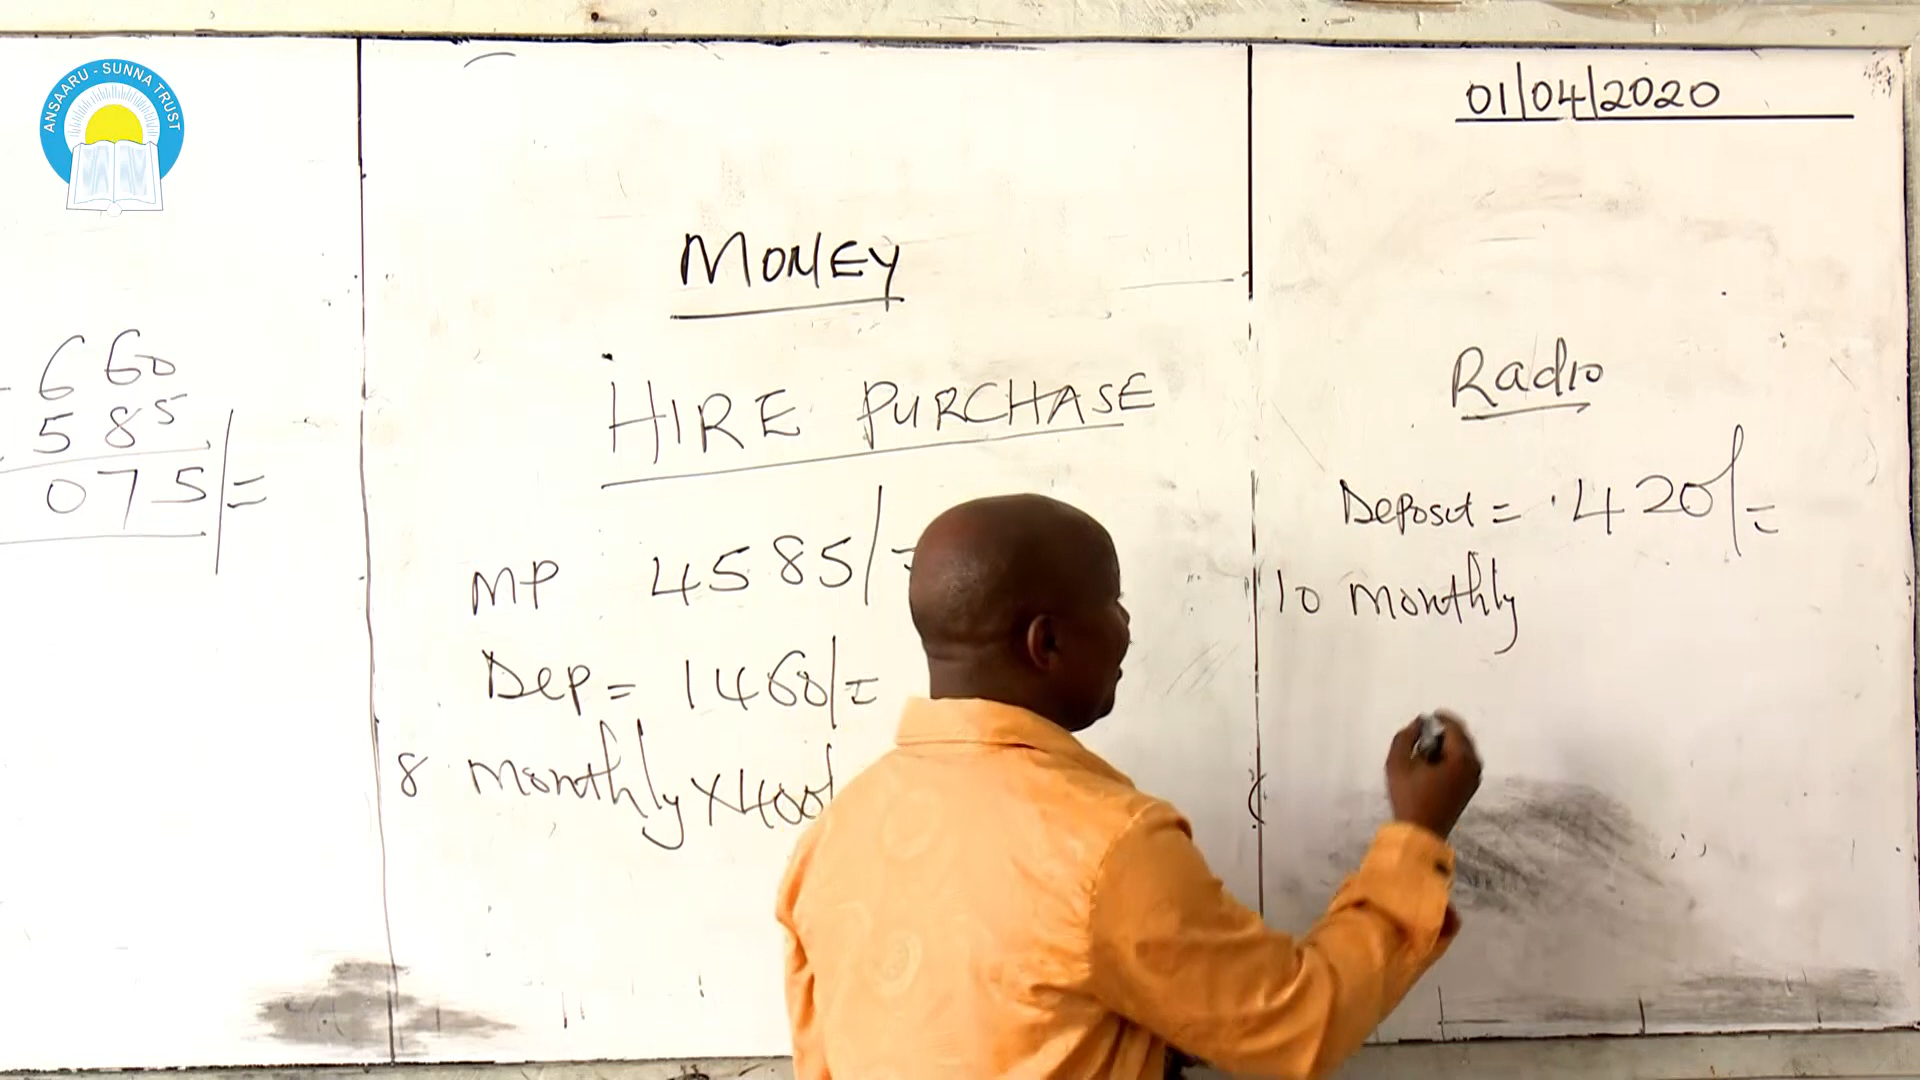 ANSAARU - SUNNA TRUST
660
585
075/=
MONEY
HIRE PURCHASE
MP 4585/=
Dep = 1460/=
8 monthly x 400/
01/04/2020
Radio
Deposit = 420/=
10 monthly